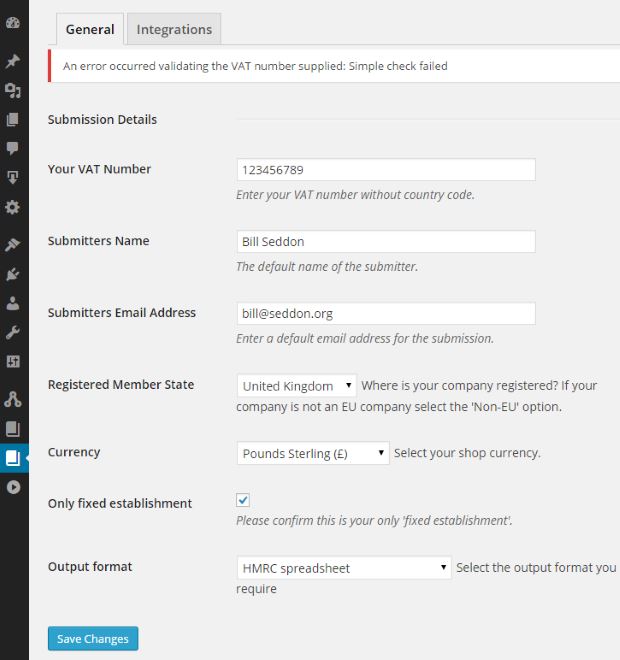 General Integrations
An error occurred validating the VAT number supplied: Simple check failed
Submission Details
Your VAT Number 123456789
Enter your VAT number without country code.
Submitters Name Bill Seddon
The default name of the submitter.
Submitters Email Address bill@seddon.org
Enter a default email address for the submission.
Registered Member State United Kingdom Where is your company registered? If your
company is not an EU company select the 'Non-EU' option.
Currency Pounds Sterling (£) Select your shop currency.
Only fixed establishment
Please confirm this is your only 'fixed establishment'.
Output format HMRC spreadsheet Select the output format you
require
Save Changes